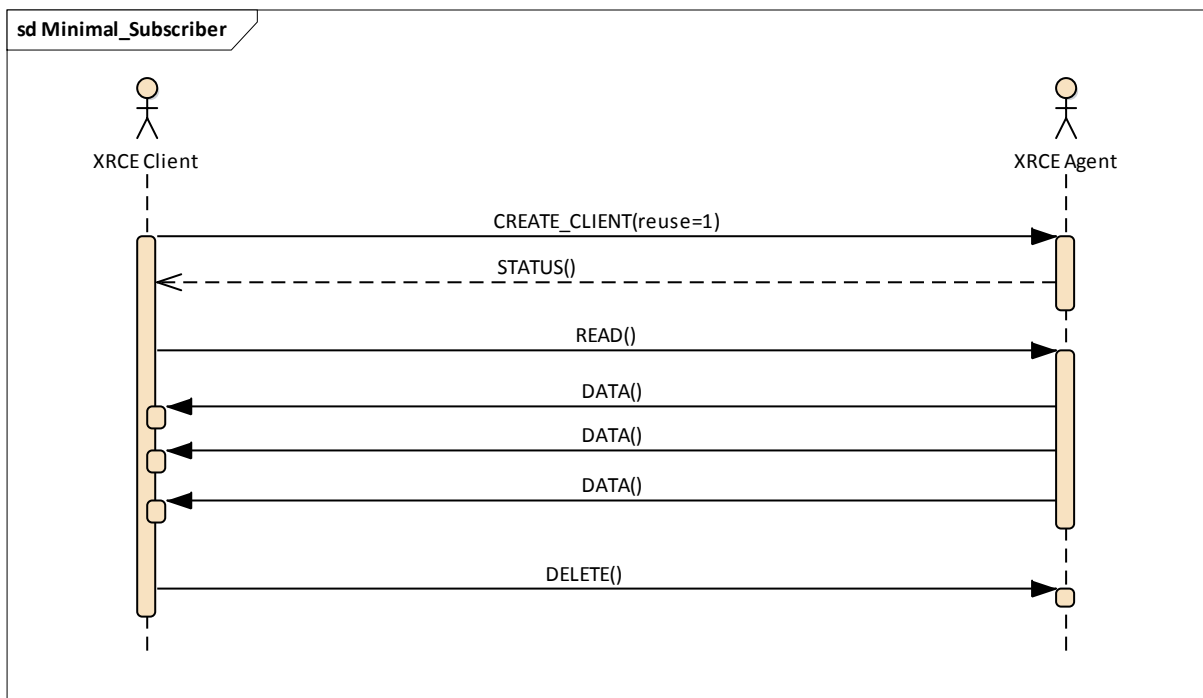 sd Minimal_Subscriber
XRCE Client
XRCE Agent
CREATE_CLIENT(reuse=1)
STATUS()
READ()
DATA()
DATA()
DATA()
DELETE()